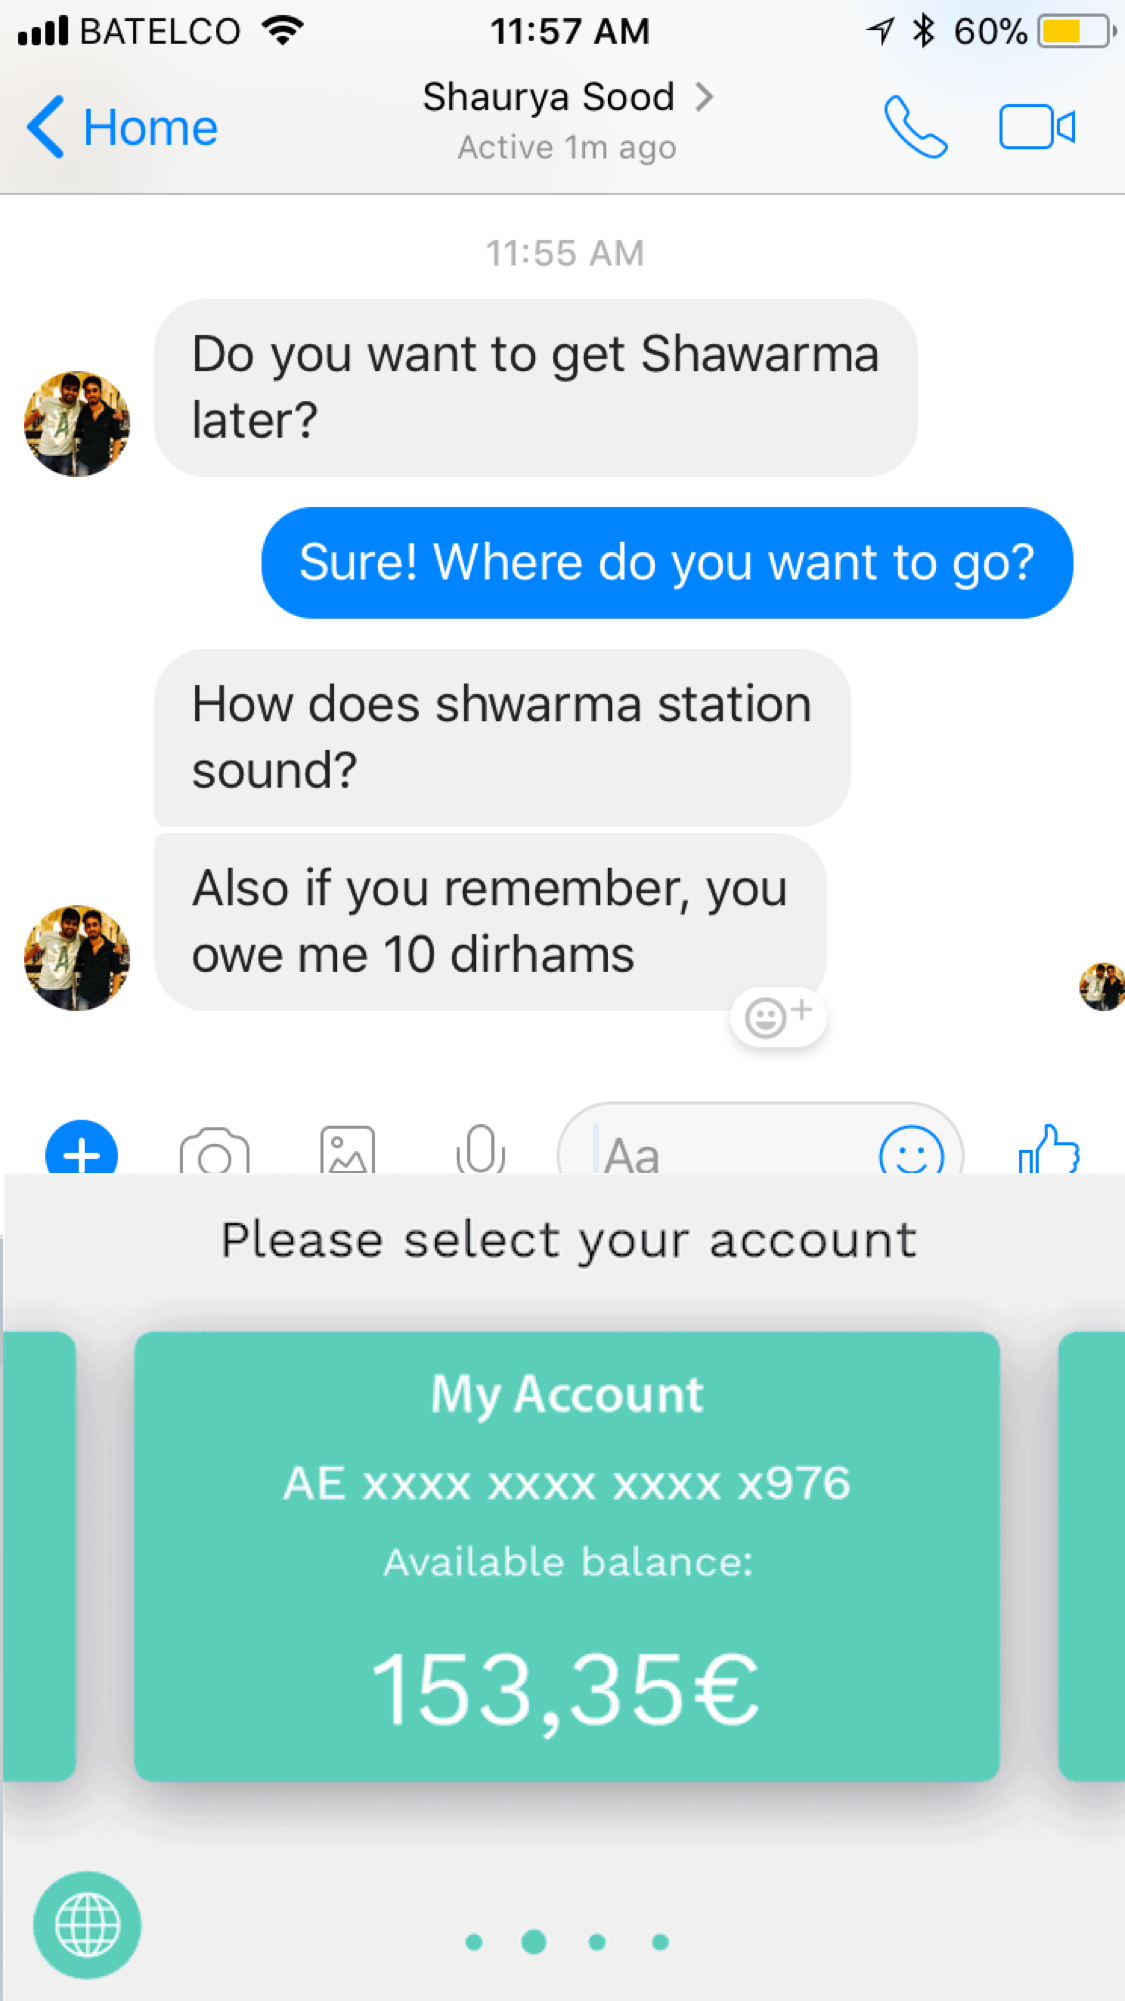 BATELCO 11:57 AM 60%
Home
Shaurya Sood
Active 1m ago
11:55 AM
Do you want to get Shawarma
later?
Sure! Where do you want to go?
How does shwarma station
sound?
Also if you remember, you
owe me 10 dirhams
Aa
Please select your account
My Account
AE xxxx xxxx xxxx x976
Available balance:
153,35€